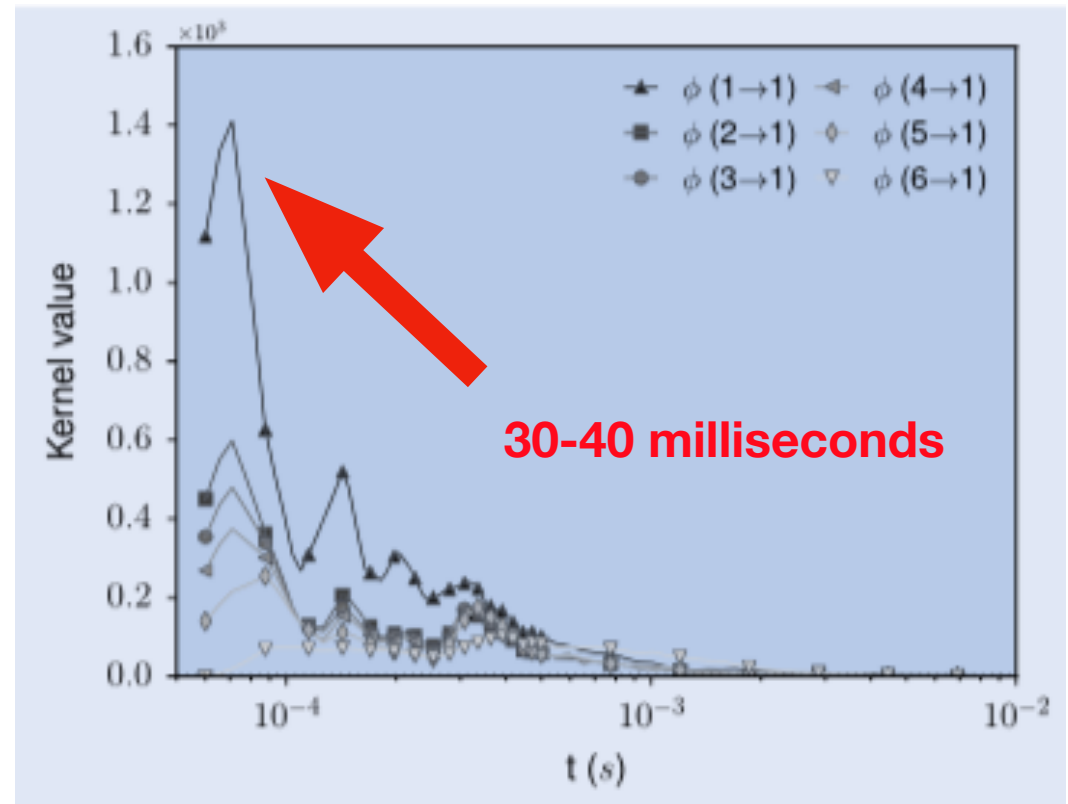 ×10³
1.6
1.4
1.2
1.0
0.8
0.6
0.4
0.2
0.0
Kernel value
ϕ (1→1) ϕ (4→1)
ϕ (2→1) ϕ (5→1)
ϕ (3→1) ϕ (6→1)
30-40 milliseconds
10⁻⁴ 10⁻³ 10⁻²
t (s)